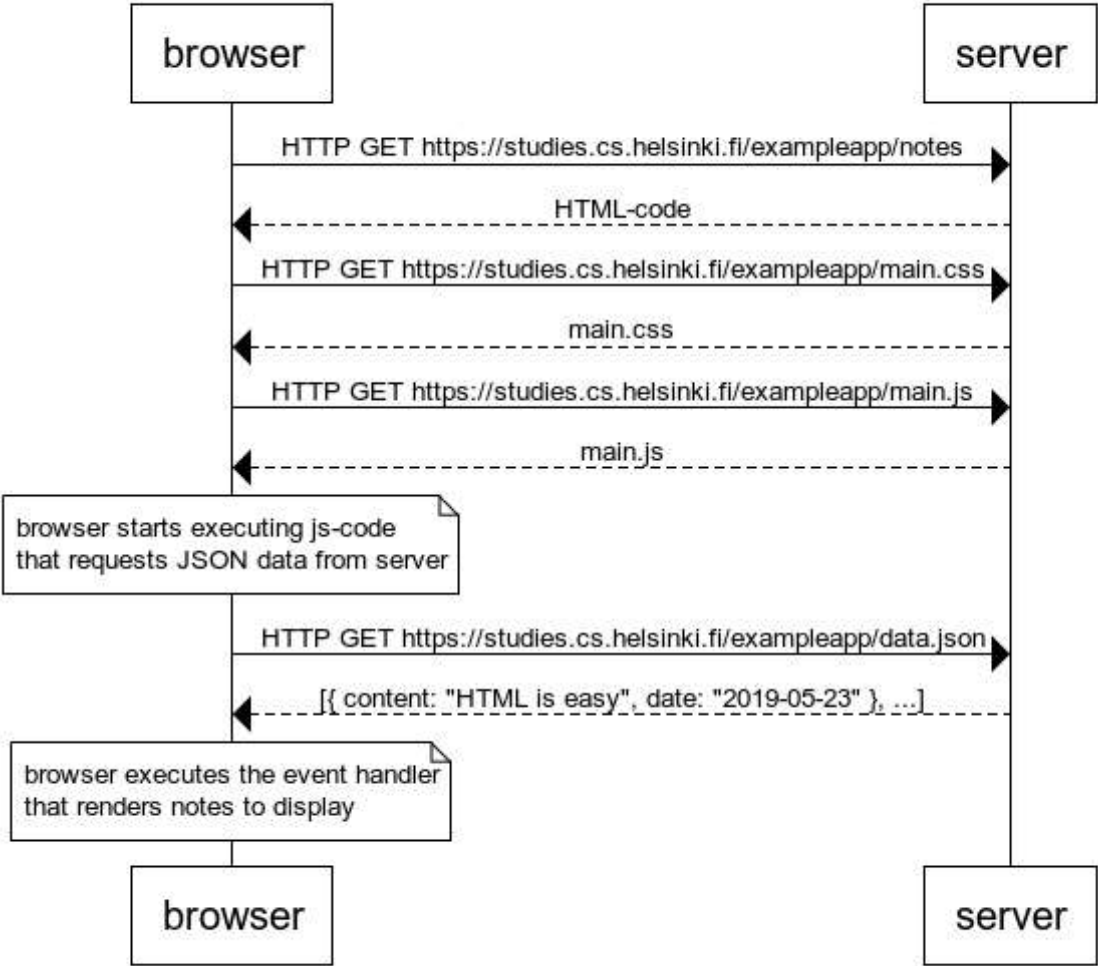 browser
server
HTTP GET https://studies.cs.helsinki.fi/exampleapp/notes
HTML-code
HTTP GET https://studies.cs.helsinki.fi/exampleapp/main.css
main.css
HTTP GET https://studies.cs.helsinki.fi/exampleapp/main.js
main.js
browser starts executing js-code
that requests JSON data from server
HTTP GET https://studies.cs.helsinki.fi/exampleapp/data.json
[{ content: "HTML is easy", date: "2019-05-23" }, ...]
browser executes the event handler
that renders notes to display
browser
server